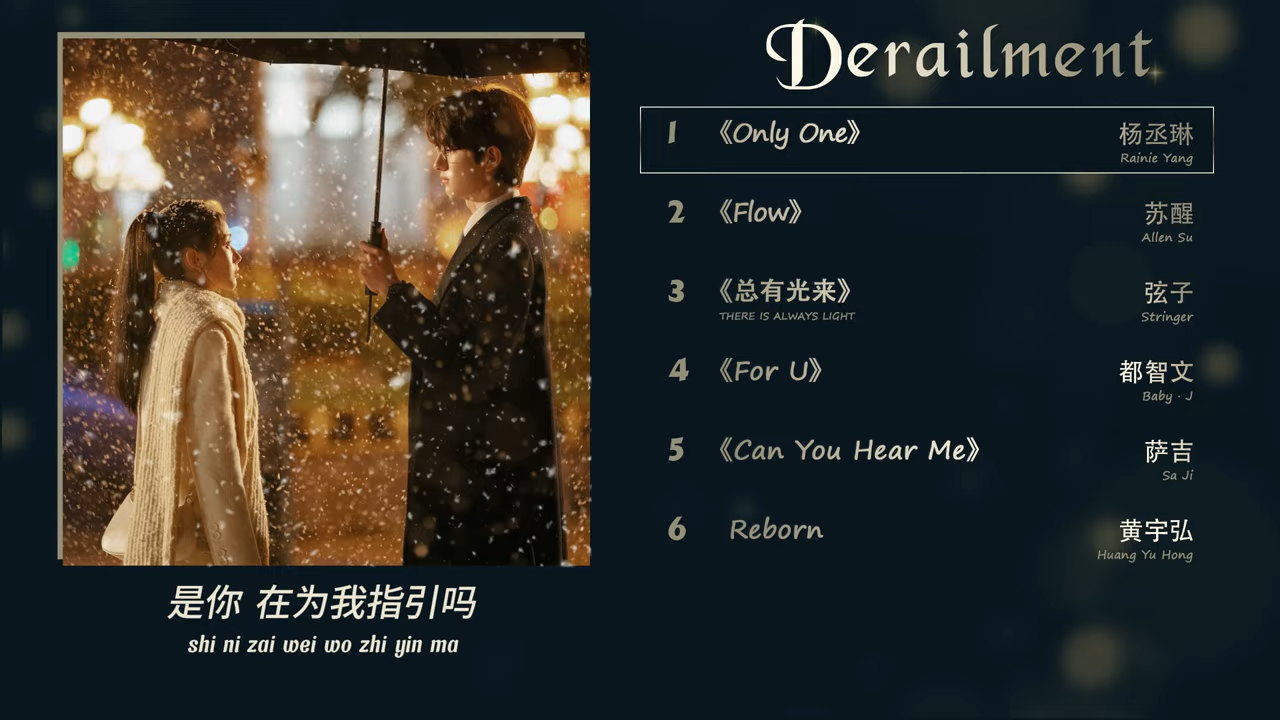 Derailment
1 《Only One》 杨丞琳
Rainie Yang
2 《Flow》 苏醒
Allen Su
3 《总有光来》 弦子
THERE IS ALWAYS LIGHT Stringer
4 《For U》 都智文
Baby · J
5 《Can You Hear Me》 萨吉
Sa Ji
6 Reborn 黄宇弘
Huang Yu Hong
是你 在为我指引吗
shi ni zai wei wo zhi yin ma